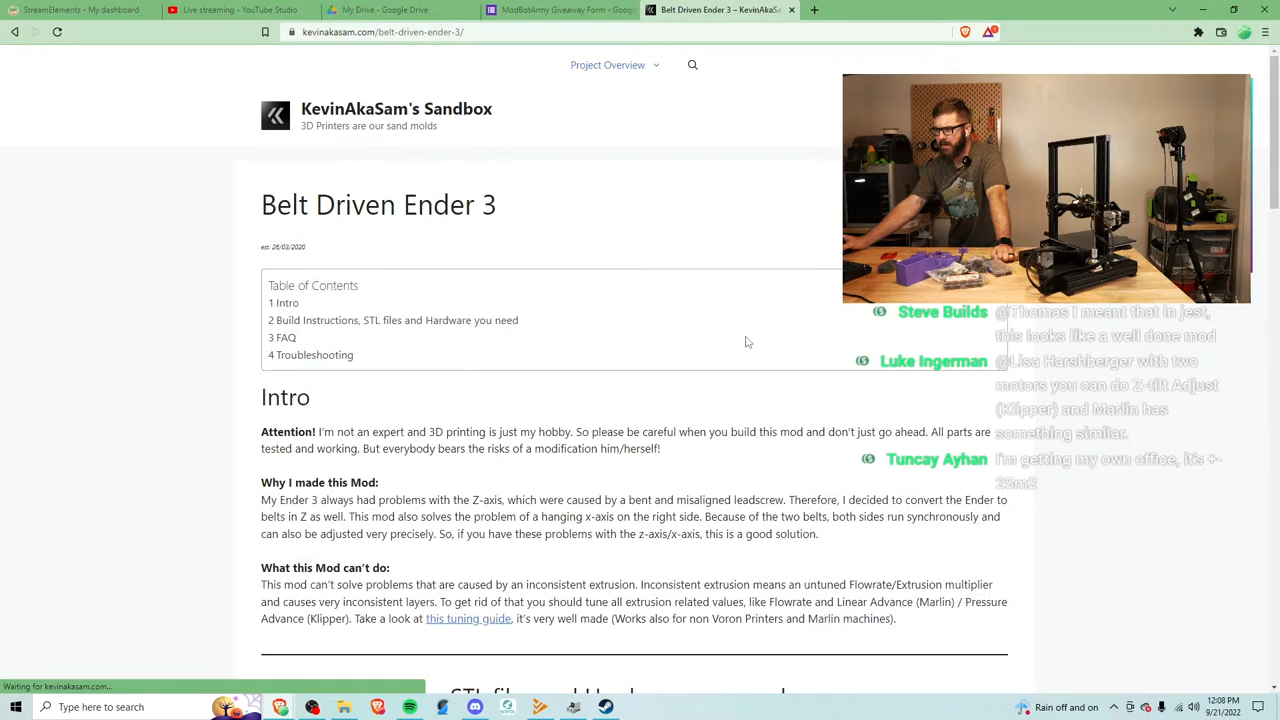 StreamElements - My dashboard
Live streaming - YouTube Studio
My Drive - Google Drive
ModBotArmy Giveaway Form - Goog
Belt Driven Ender 3 - KevinAkaSa
kevinakasam.com/belt-driven-ender-3/
Project Overview
KevinAkaSam's Sandbox
3D Printers are our sand molds
Belt Driven Ender 3
est. 26/03/2020
Table of Contents
1 Intro
2 Build Instructions, STL files and Hardware you need
3 FAQ
4 Troubleshooting
Steve Builds @Thomas I meant that in jest,
this looks like a well done mod
Luke Ingerman @Lisa Harshberger with two
motors you can do Z-tilt Adjust
(Klipper) and Marlin has
something similar.
Tuncay Ayhan I'm getting my own office, it's +-
25m2
Intro
Attention! I'm not an expert and 3D printing is just my hobby. So please be careful when you build this mod and don't just go ahead. All parts are
tested and working. But everybody bears the risks of a modification him/herself!
Why I made this Mod:
My Ender 3 always had problems with the Z-axis, which were caused by a bent and misaligned leadscrew. Therefore, I decided to convert the Ender to
belts in Z as well. This mod also solves the problem of a hanging x-axis on the right side. Because of the two belts, both sides run synchronously and
can also be adjusted very precisely. So, if you have these problems with the z-axis/x-axis, this is a good solution.
What this Mod can't do:
This mod can't solve problems that are caused by an inconsistent extrusion. Inconsistent extrusion means an untuned Flowrate/Extrusion multiplier
and causes very inconsistent layers. To get rid of that you should tune all extrusion related values, like Flowrate and Linear Advance (Marlin) / Pressure
Advance (Klipper). Take a look at this tuning guide, it's very well made (Works also for non Voron Printers and Marlin machines).
Waiting for kevinakasam.com...
Type here to search
Rain off and on
12:08 PM
9/21/2022